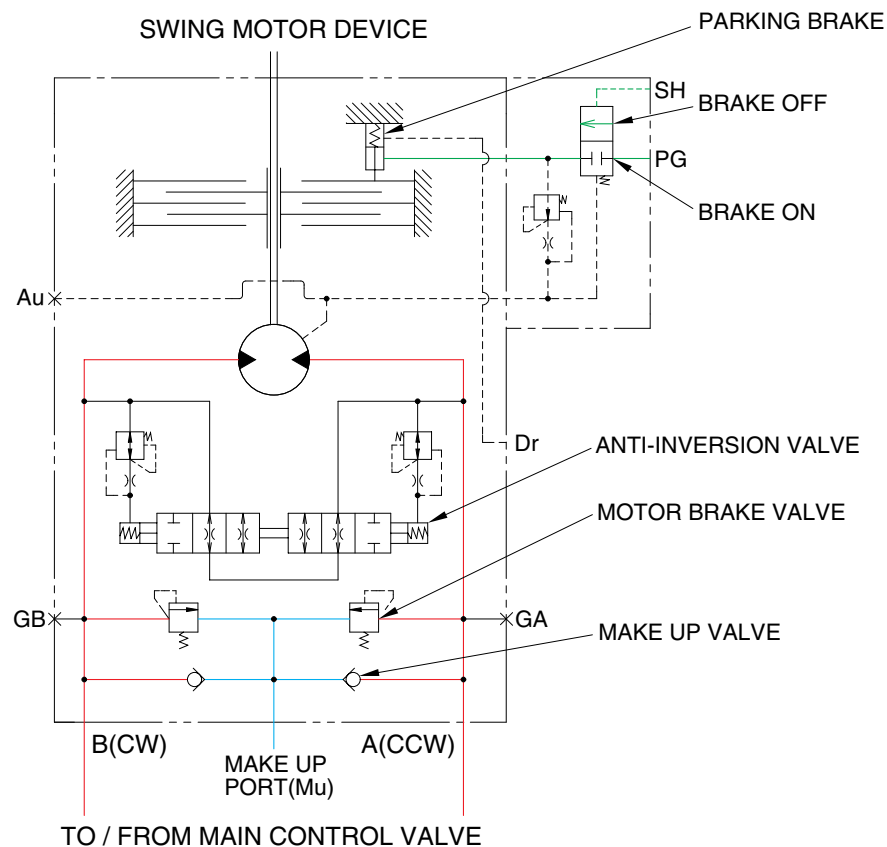 PARKING BRAKE
SWING MOTOR DEVICE
SH
BRAKE OFF
PG
BRAKE ON
Au
Dr
ANTI-INVERSION VALVE
MOTOR BRAKE VALVE
GB
GA
MAKE UP VALVE
B(CW)
A(CCW)
MAKE UP
PORT(Mu)
TO / FROM MAIN CONTROL VALVE